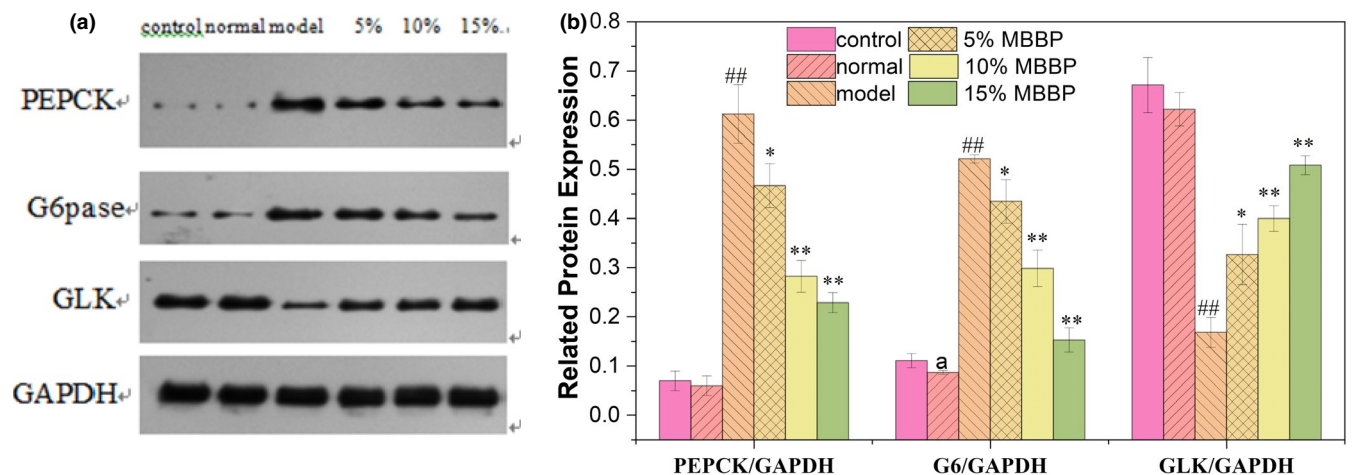 (a)
control normal model 5% 10% 15%
PEPCK
G6pase
GLK
GAPDH
(b)
Related Protein Expression
0.8
0.7
0.6
0.5
0.4
0.3
0.2
0.1
0.0
control 5% MBBP
normal 10% MBBP
model 15% MBBP
##
*
**
**
a
##
*
**
**
##
*
**
**
PEPCK/GAPDH G6/GAPDH GLK/GAPDH